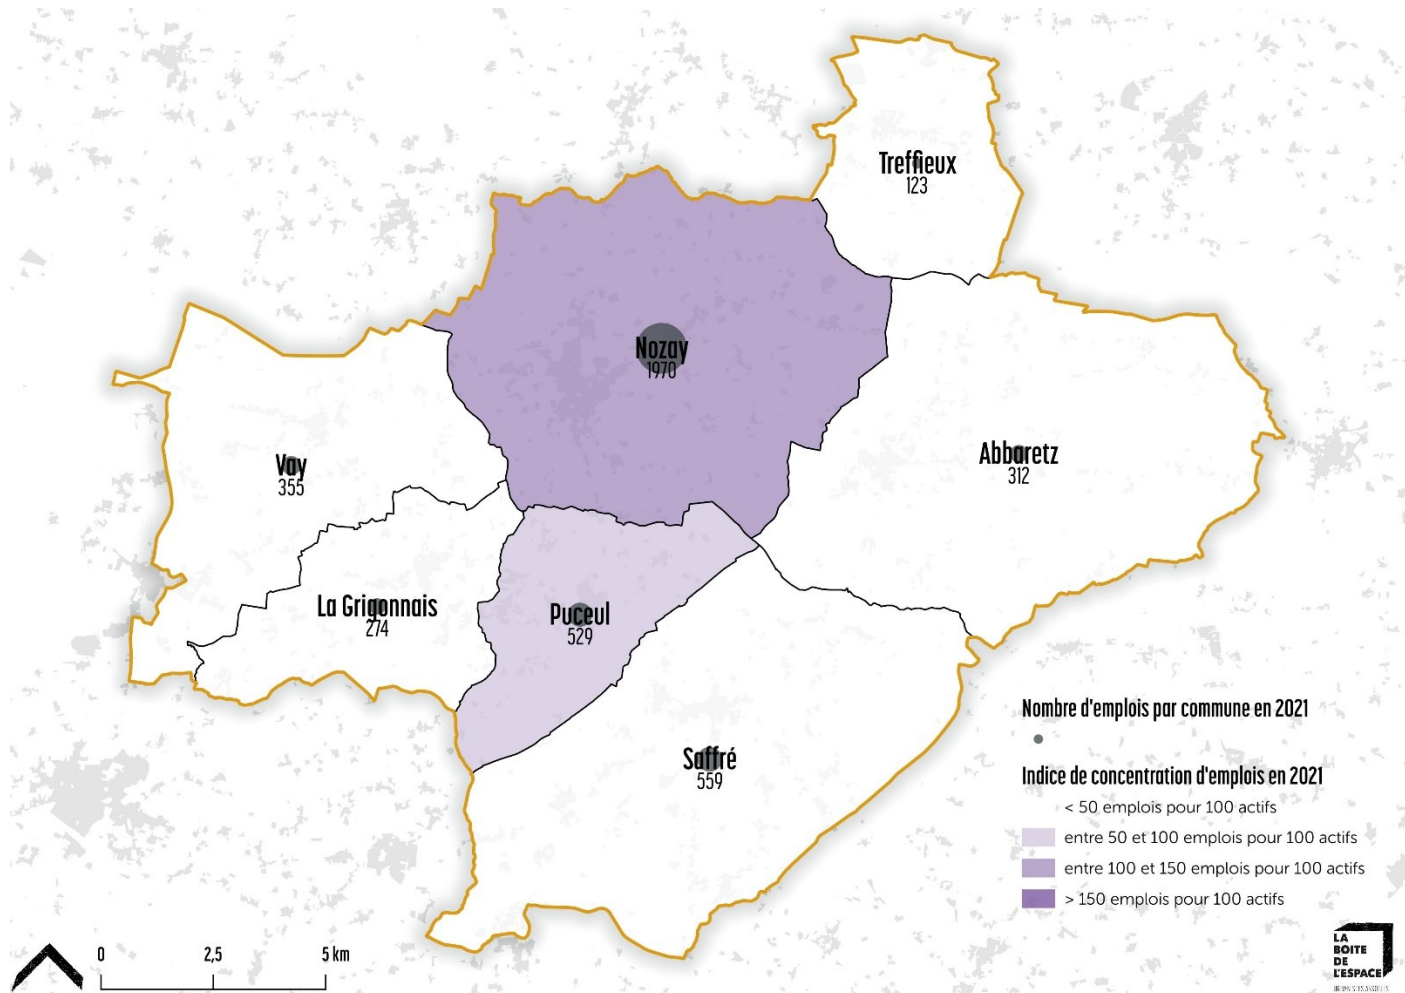 Treffieux
123
Nozay
1970
Abbaretz
312
Vay
355
La Grigonnais
274
Puceul
529
Saffré
559
Nombre d'emplois par commune en 2021
Indice de concentration d'emplois en 2021
< 50 emplois pour 100 actifs
entre 50 et 100 emplois pour 100 actifs
entre 100 et 150 emplois pour 100 actifs
> 150 emplois pour 100 actifs
0 2,5 5 km
LA
BOITE
DE
L'ESPACE